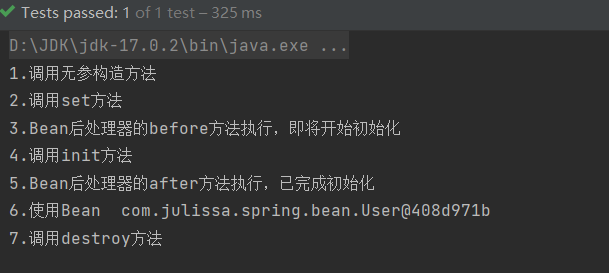 Tests passed: 1 of 1 test – 325 ms
D:\JDK\jdk-17.0.2\bin\java.exe ...
1.调用无参构造方法
2.调用set方法
3.Bean后处理器的before方法执行，即将开始初始化
4.调用init方法
5.Bean后处理器的after方法执行，已完成初始化
6.使用Bean  com.julissa.spring.bean.User@408d971b
7.调用destroy方法